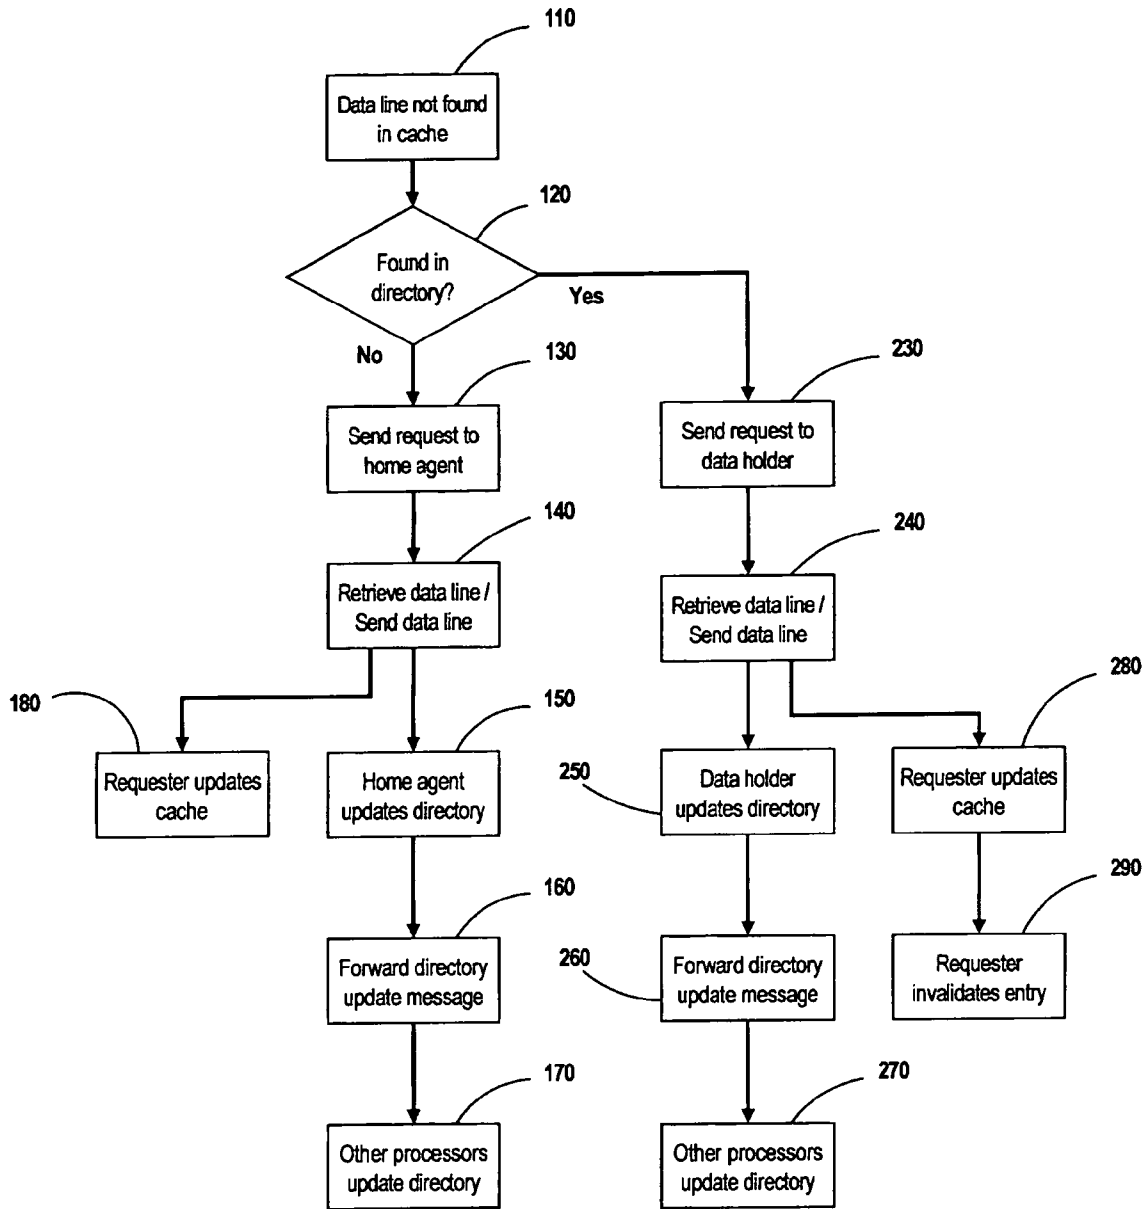 110
Data line not found
in cache
120
Found in
directory?
Yes
No
130
230
Send request to
home agent
Send request to
data holder
140
240
Retrieve data line /
Send data line
Retrieve data line /
Send data line
180
150
250
280
Requester updates
cache
Home agent
updates directory
Data holder
updates directory
Requester updates
cache
160
260
290
Forward directory
update message
Forward directory
update message
Requester
invalidates entry
170
270
Other processors
update directory
Other processors
update directory